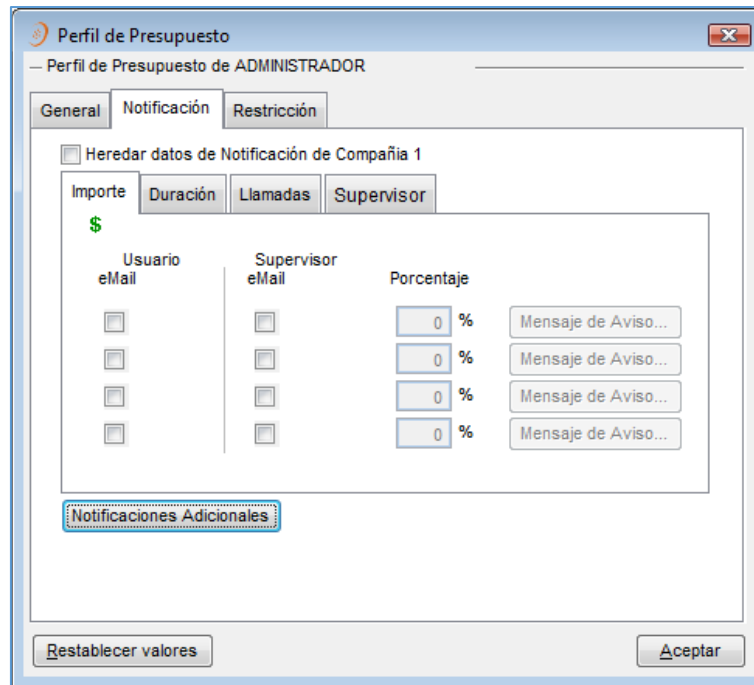 Perfil de Presupuesto
Perfil de Presupuesto de ADMINISTRADOR
General Notificación Restricción
Heredar datos de Notificación de Compañia 1
Importe Duración Llamadas Supervisor
$
Usuario Supervisor
eMail eMail Porcentaje
0 % Mensaje de Aviso...
0 % Mensaje de Aviso...
0 % Mensaje de Aviso...
0 % Mensaje de Aviso...
Notificaciones Adicionales
Restablecer valores Aceptar